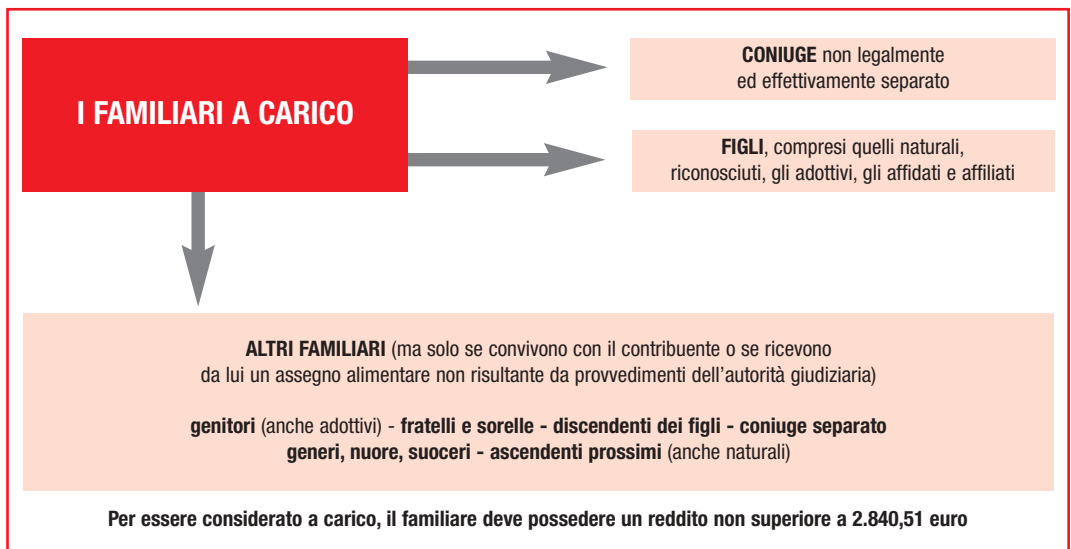 I FAMILIARI A CARICO
CONIUGE non legalmente
ed effettivamente separato
FIGLI, compresi quelli naturali,
riconosciuti, gli adottivi, gli affidati e affiliati
ALTRI FAMILIARI (ma solo se convivono con il contribuente o se ricevono
da lui un assegno alimentare non risultante da provvedimenti dell'autorità giudiziaria)
genitori (anche adottivi) - fratelli e sorelle - discendenti dei figli - coniuge separato
generi, nuore, suoceri - ascendenti prossimi (anche naturali)
Per essere considerato a carico, il familiare deve possedere un reddito non superiore a 2.840,51 euro